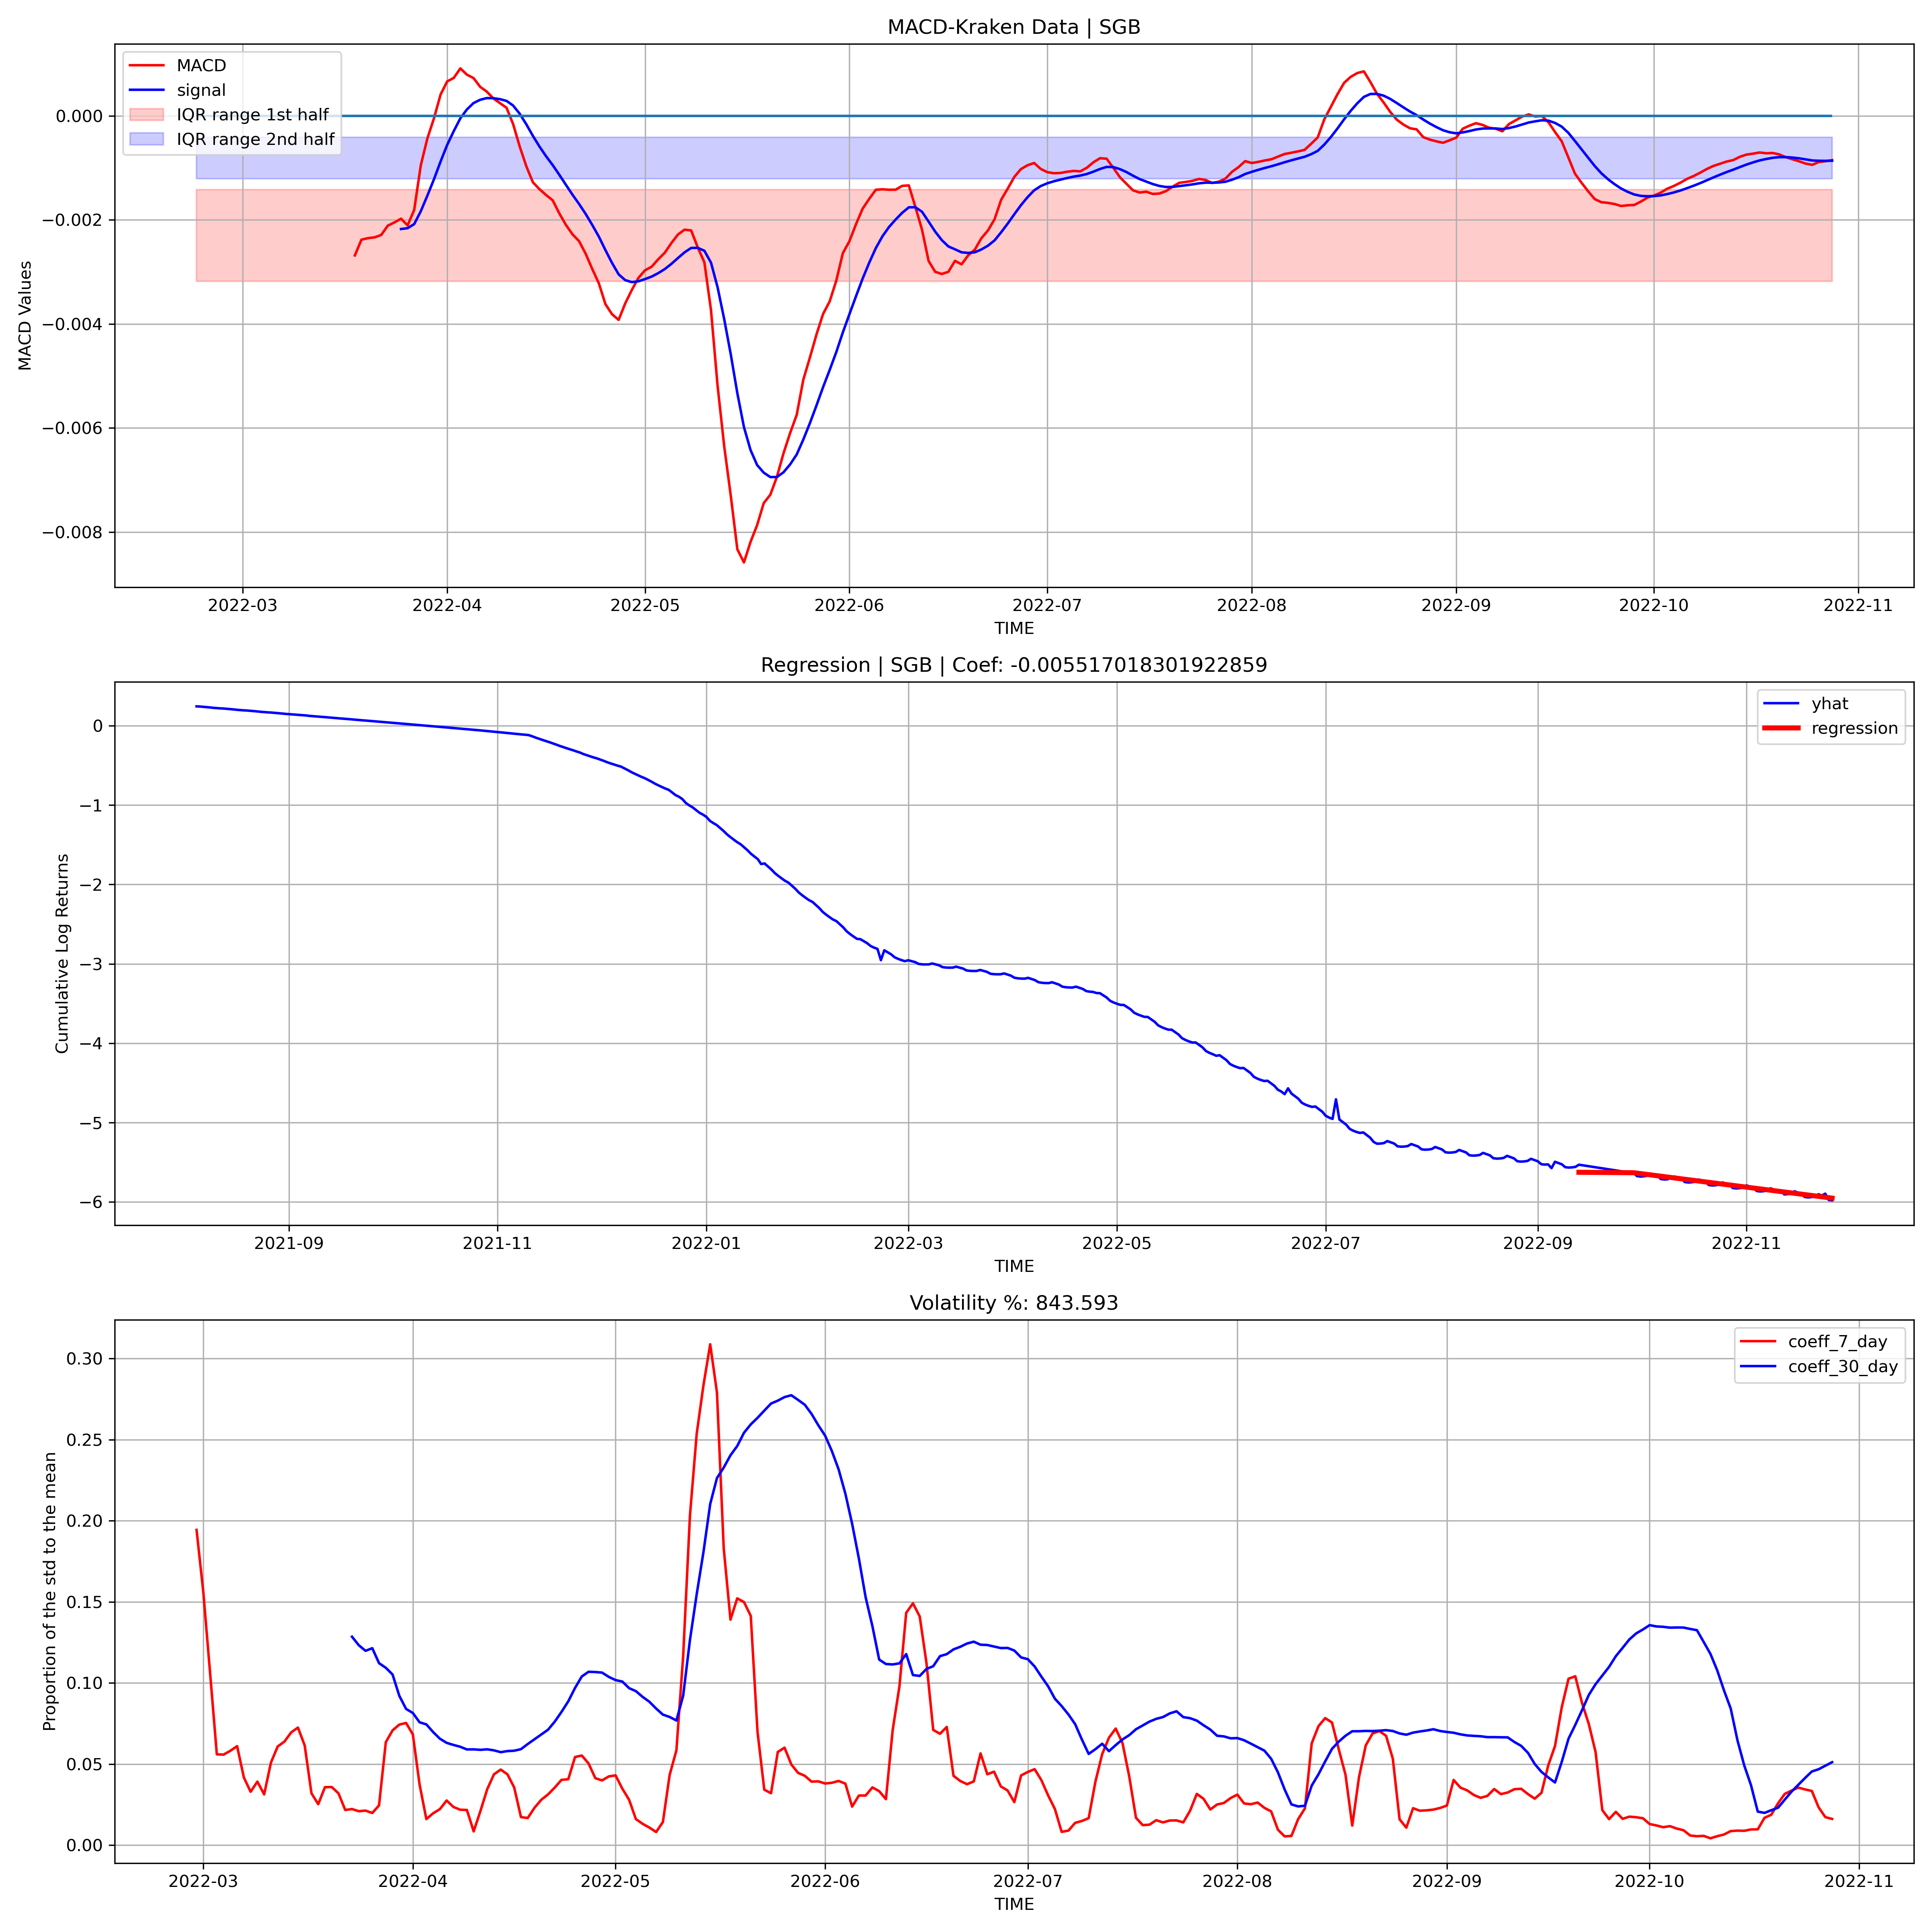 MACD-Kraken Data | SGB
MACD
signal
IQR range 1st half
IQR range 2nd half
MACD Values
0.000
−0.002
−0.004
−0.006
−0.008
2022-03 2022-04 2022-05 2022-06 2022-07 2022-08 2022-09 2022-10 2022-11
TIME
Regression | SGB | Coef: -0.005517018301922859
yhat
regression
Cumulative Log Returns
0
−1
−2
−3
−4
−5
−6
2021-09 2021-11 2022-01 2022-03 2022-05 2022-07 2022-09 2022-11
TIME
Volatility %: 843.593
coeff_7_day
coeff_30_day
Proportion of the std to the mean
0.30
0.25
0.20
0.15
0.10
0.05
0.00
2022-03 2022-04 2022-05 2022-06 2022-07 2022-08 2022-09 2022-10 2022-11
TIME